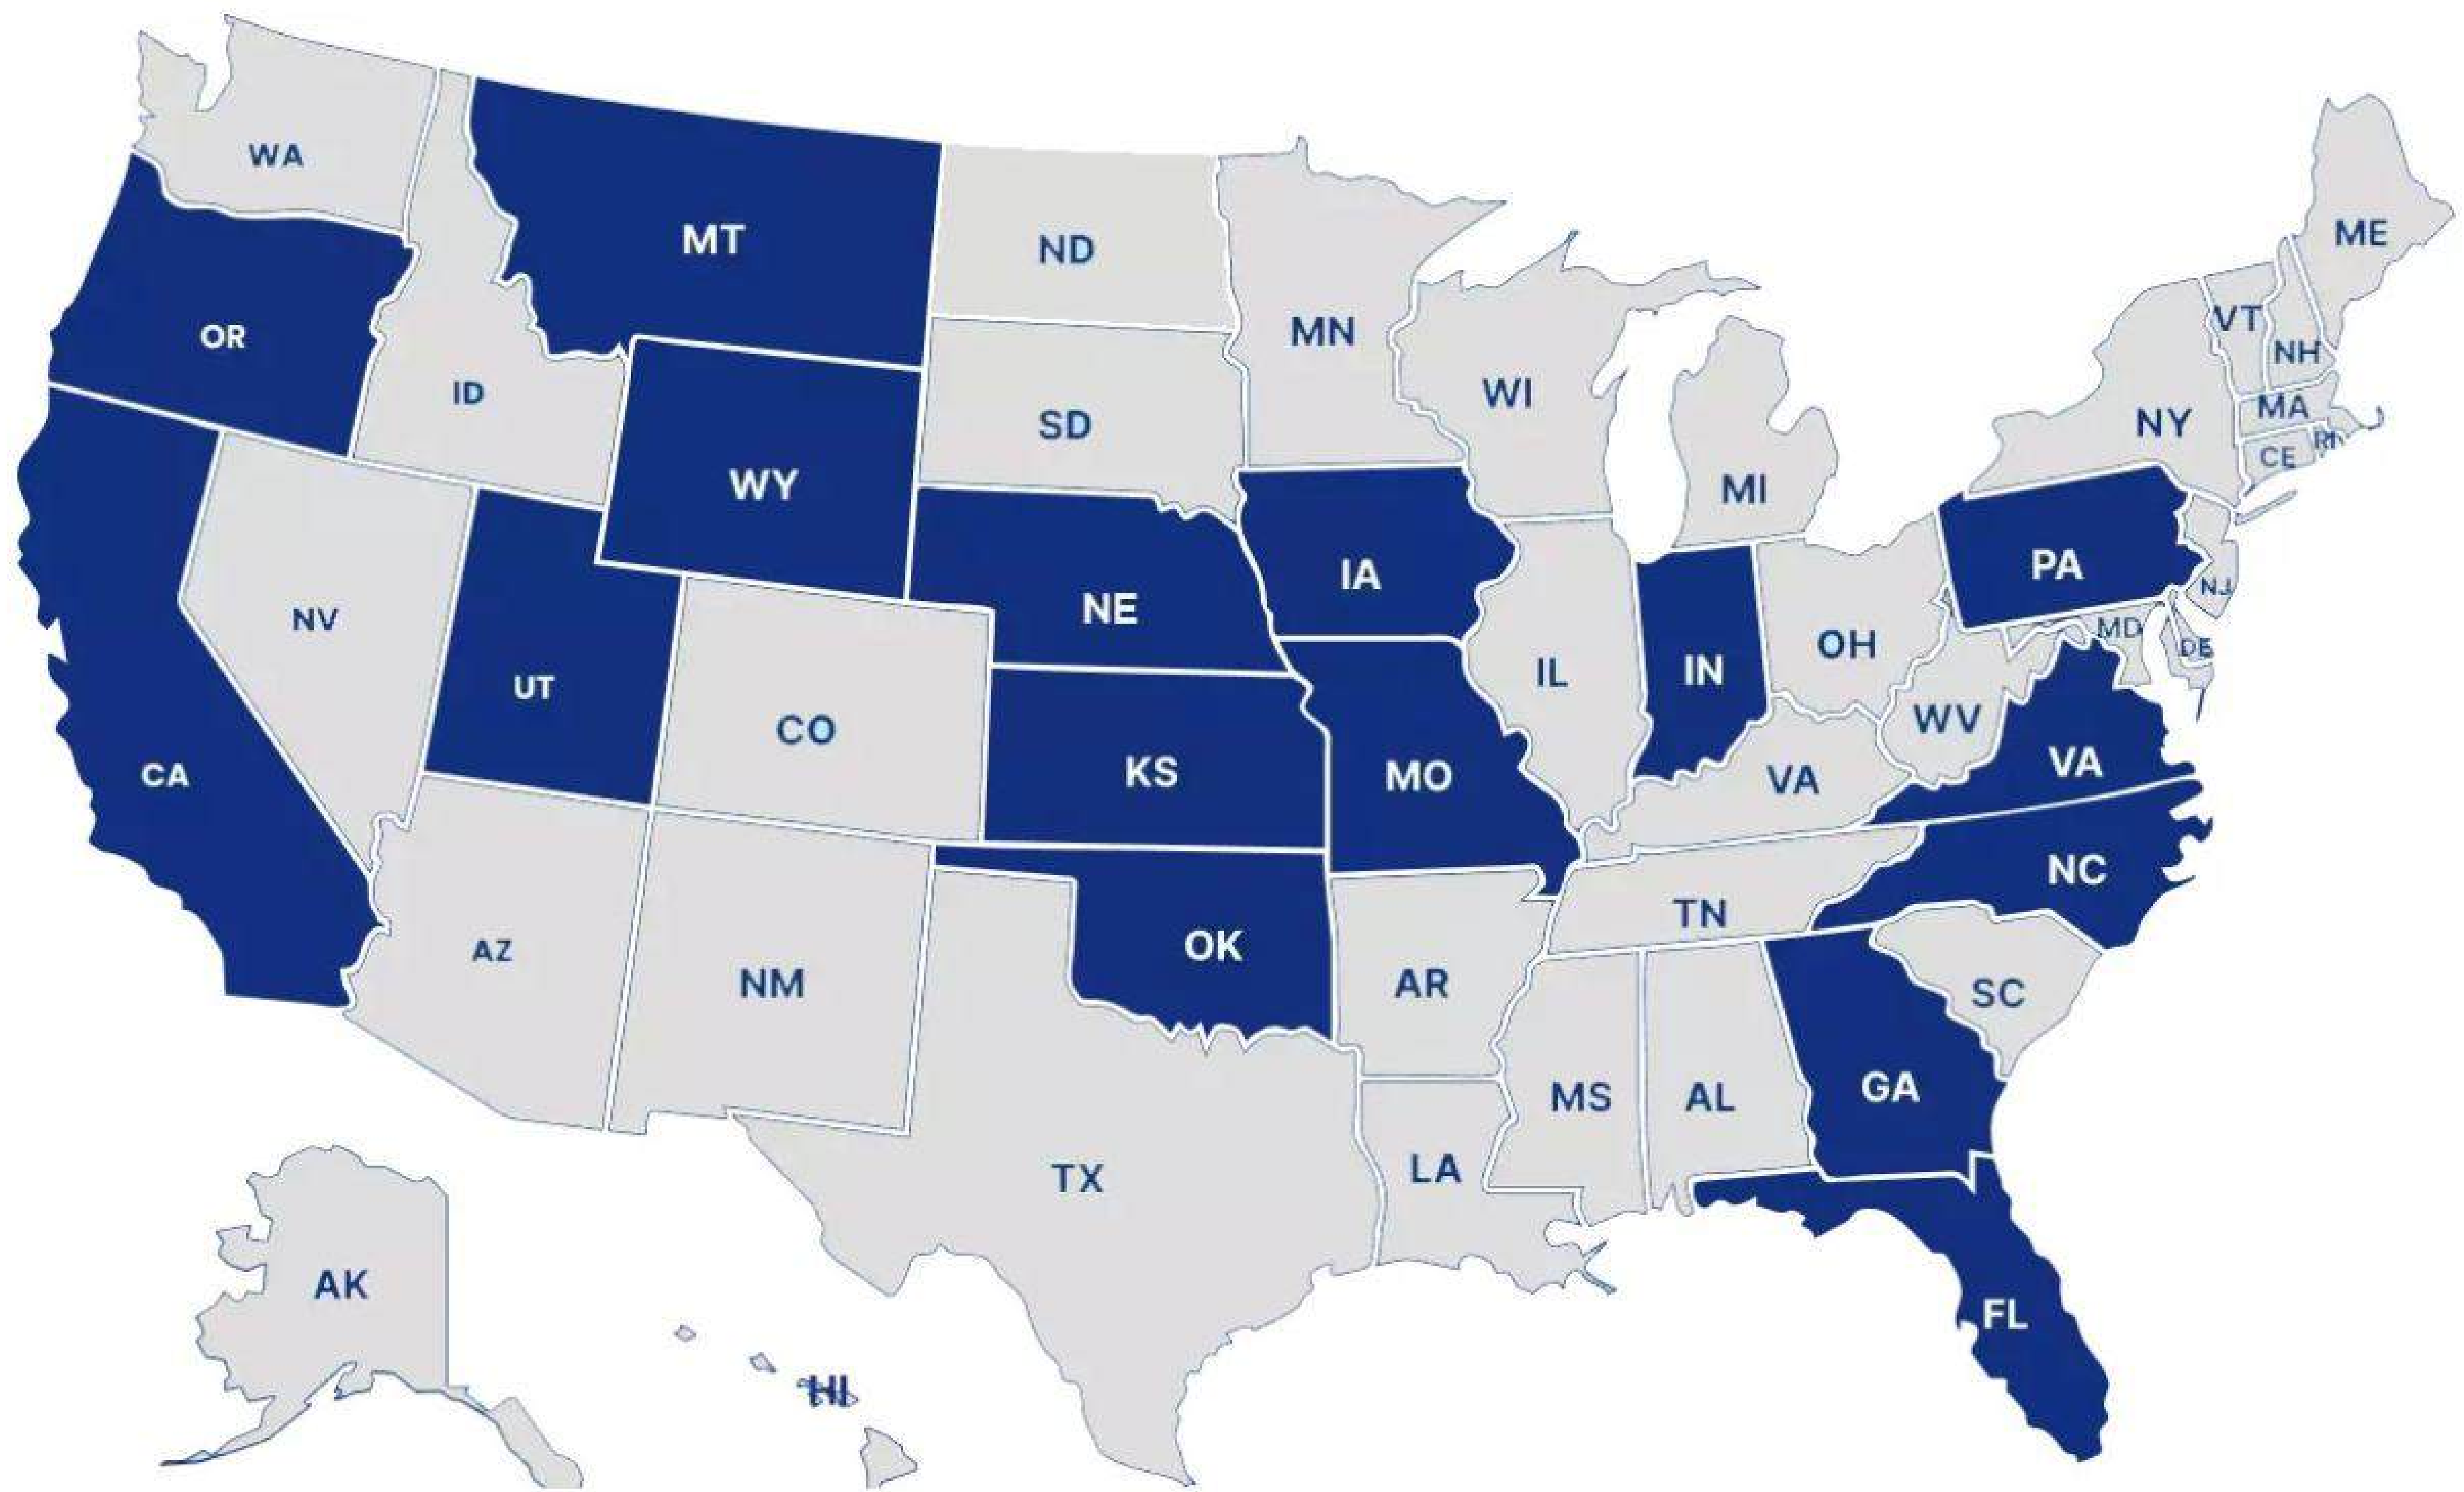 WA
MT
ND
ME
OR
MN
VT
NH
ID
WI
SD
MA
NY
RI
CE
WY
MI
IA
PA
NE
NJ
NV
MD
OH
DE
IL
IN
UT
WV
CO
KS
VA
CA
MO
VA
NC
TN
OK
AZ
NM
AR
SC
GA
MS
AL
TX
LA
AK
FL
HI